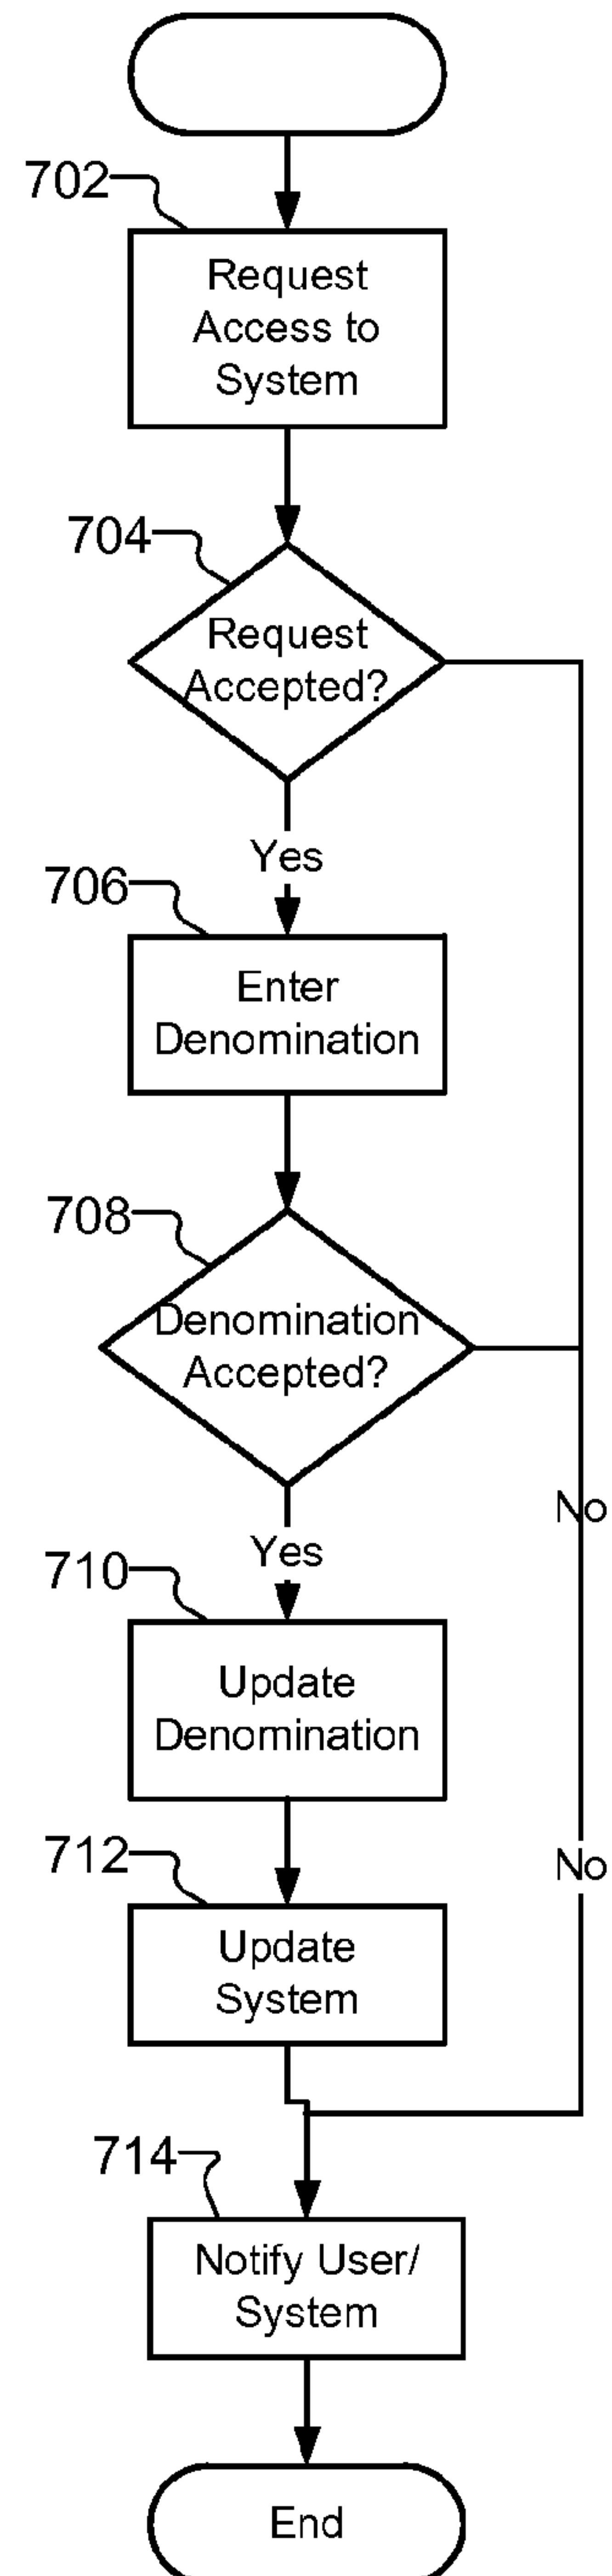 702
Request
Access to
System
704
Request
Accepted?
Yes
706
Enter
Denomination
708
Denomination
Accepted?
No
Yes
710
Update
Denomination
712
No
Update
System
714
Notify User/
System
End